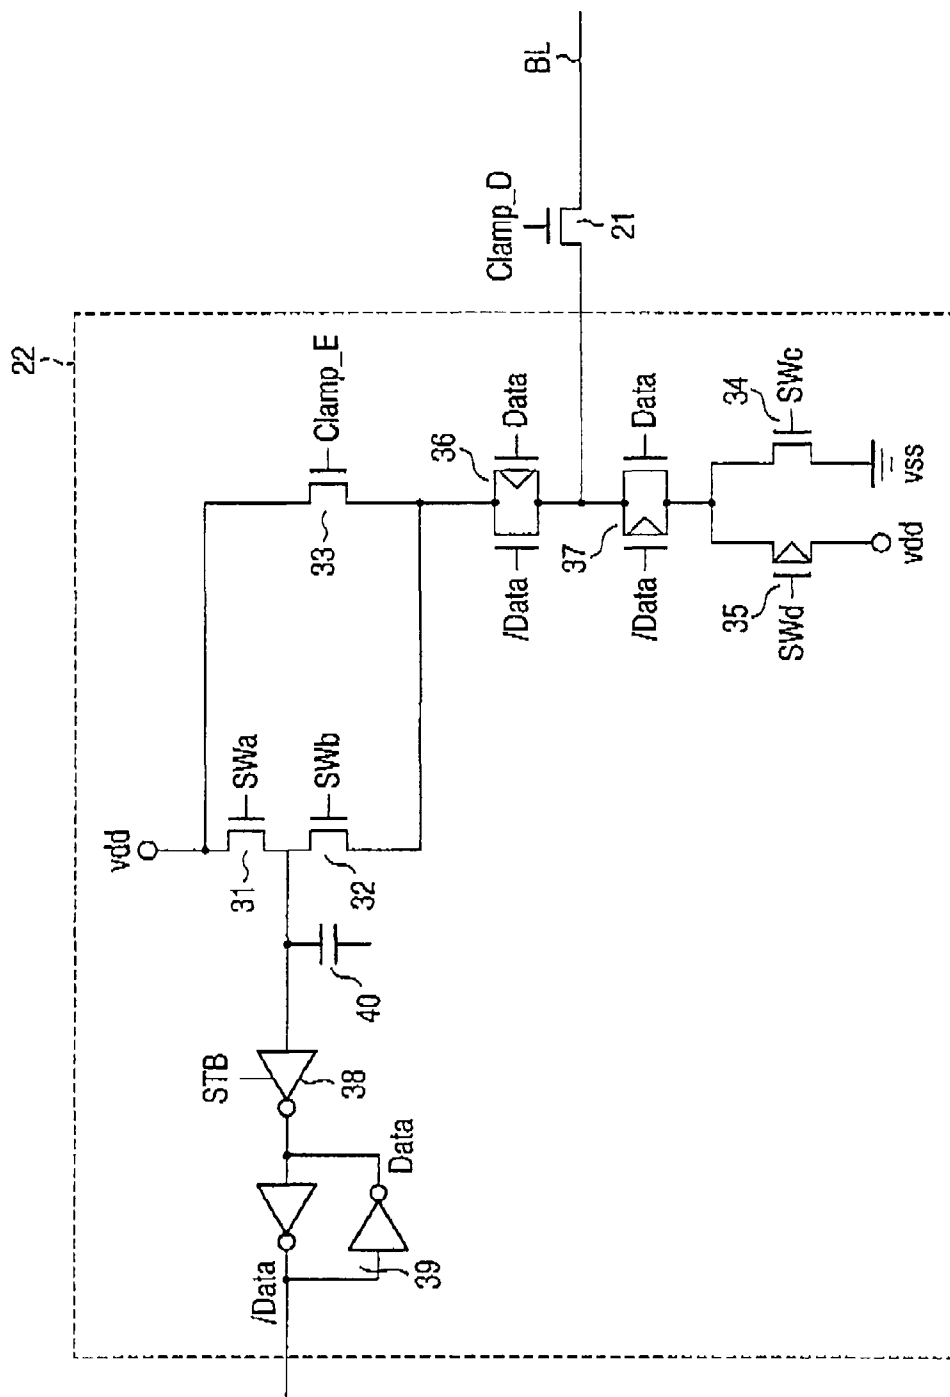 22
vdd
SWa
31
SWb
32
33
Clamp_E
40
STB
38
Data
/Data
39
36
Data
/Data
37
Data
/Data
34
SWc
vss
35
SWd
vdd
Clamp_D
21
BL